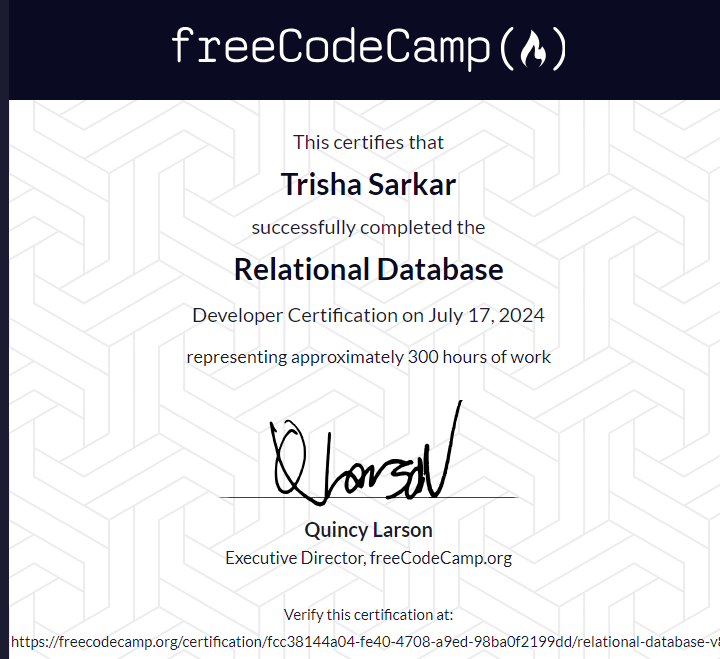 freeCodeCamp
This certifies that
Trisha Sarkar
successfully completed the
Relational Database
Developer Certification on July 17, 2024
representing approximately 300 hours of work
Q Larson
Quincy Larson
Executive Director, freeCodeCamp.org
Verify this certification at:
https://freecodecamp.org/certification/fcc38144a04-fe40-4708-a9ed-98ba0f2199dd/relational-database-v8